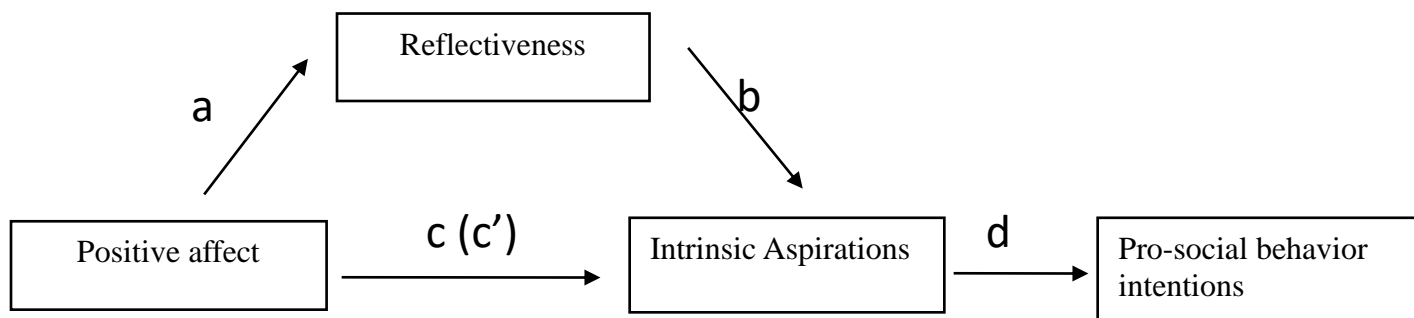 Reflectiveness
a
b
c (c’)
d
Positive affect
Intrinsic Aspirations
Pro-social behavior
intentions